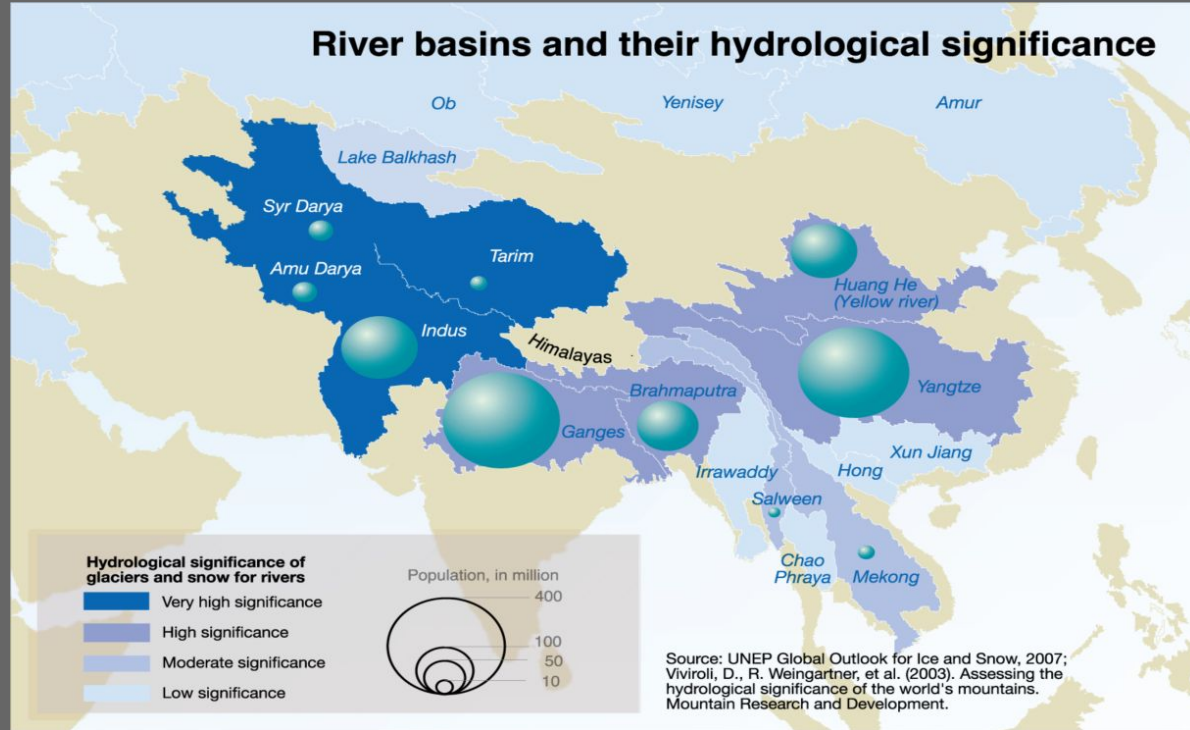 River basins and their hydrological significance
Ob
Yenisey
Amur
Lake Balkhash
Syr Darya
Tarim
Amu Darya
Huang He
(Yellow river)
Indus
Himalayas
Brahmaputra
Yangtze
Ganges
Xun Jiang
Irrawaddy
Hong
Salween
Chao
Phraya
Mekong
Hydrological significance of
glaciers and snow for rivers
Very high significance
High significance
Moderate significance
Low significance
Population, in million
400
100
50
10
Source: UNEP Global Outlook for Ice and Snow, 2007;
Viviroli, D., R. Weingartner, et al. (2003). Assessing the
hydrological significance of the world's mountains.
Mountain Research and Development.